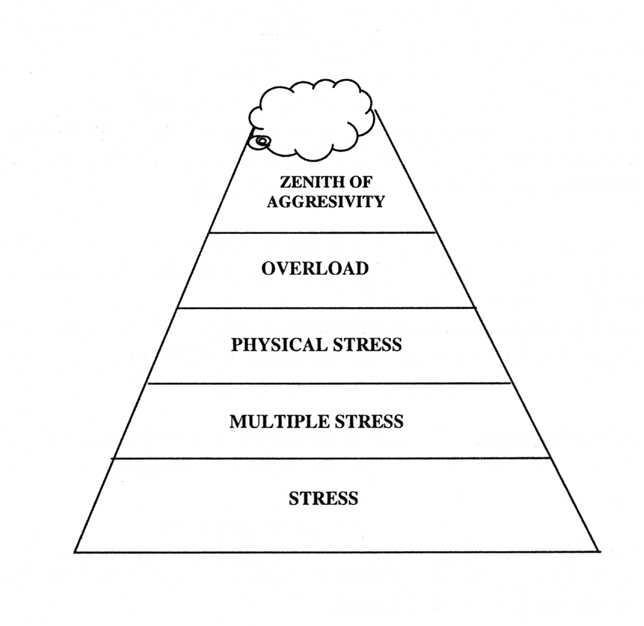 ZENITH OF
AGGRESIVITY
OVERLOAD
PHYSICAL STRESS
MULTIPLE STRESS
STRESS